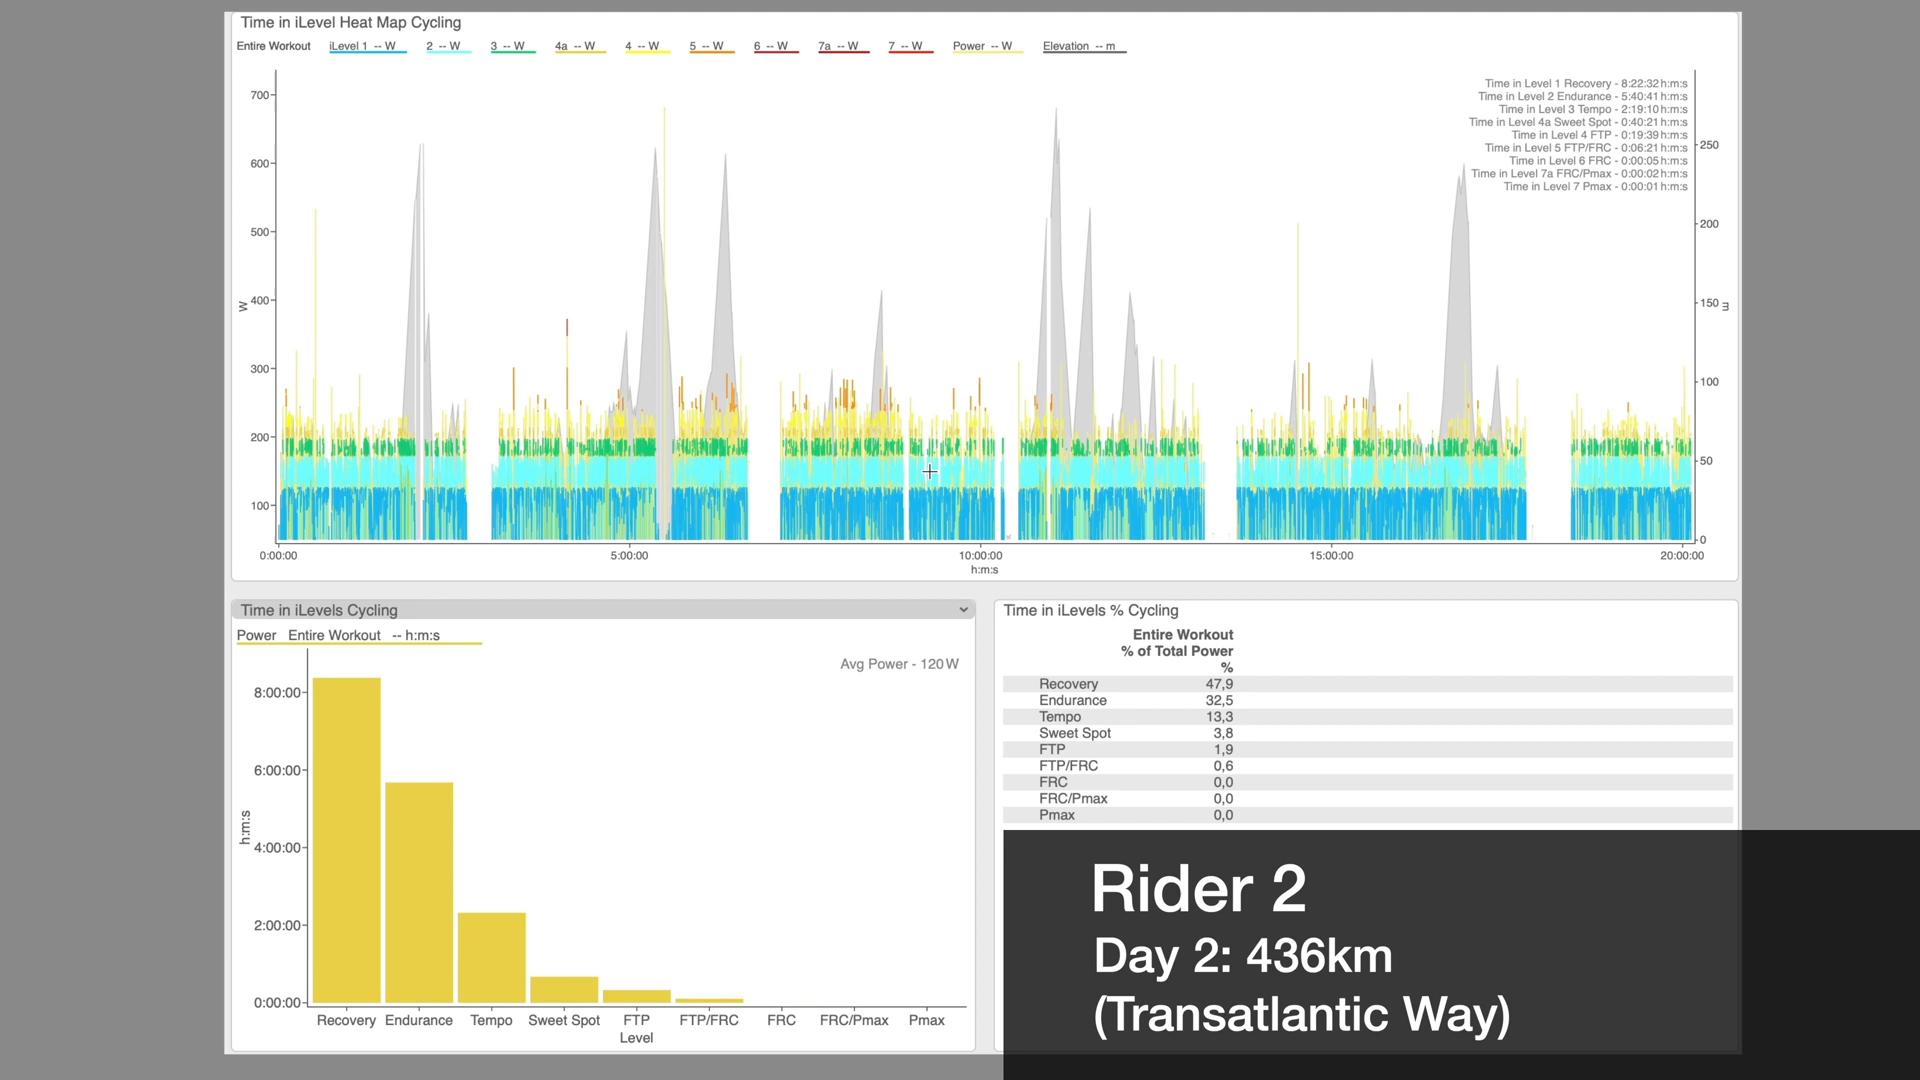 Time in iLevel Heat Map Cycling
Entire Workout iLevel 1 -- W 2 -- W 3 -- W 4a -- W 4 -- W 5 -- W 6 -- W 7a -- W 7 -- W Power -- W Elevation -- m
Time in Level 1 Recovery - 8:22:32 h:m:s
Time in Level 2 Endurance - 5:40:41 h:m:s
Time in Level 3 Tempo - 2:19:10 h:m:s
Time in Level 4a Sweet Spot - 0:40:21 h:m:s
Time in Level 4 FTP - 0:19:39 h:m:s
Time in Level 5 FTP/FRC - 0:06:21 h:m:s
Time in Level 6 FRC - 0:00:05 h:m:s
Time in Level 7a FRC/Pmax - 0:00:02 h:m:s
Time in Level 7 Pmax - 0:00:01 h:m:s
700
600
500
400
300
200
100
W
250
200
150
100
50
0
m
0:00:00 5:00:00 10:00:00 15:00:00 20:00:00
h:m:s
Time in iLevels Cycling
Power Entire Workout -- h:m:s
Avg Power - 120 W
8:00:00
6:00:00
4:00:00
2:00:00
0:00:00
h:m:s
Recovery Endurance Tempo Sweet Spot FTP FTP/FRC FRC FRC/Pmax Pmax
Level
Time in iLevels % Cycling
Entire Workout
% of Total Power
%
Recovery 47,9
Endurance 32,5
Tempo 13,3
Sweet Spot 3,8
FTP 1,9
FTP/FRC 0,6
FRC 0,0
FRC/Pmax 0,0
Pmax 0,0
Rider 2
Day 2: 436km
(Transatlantic Way)